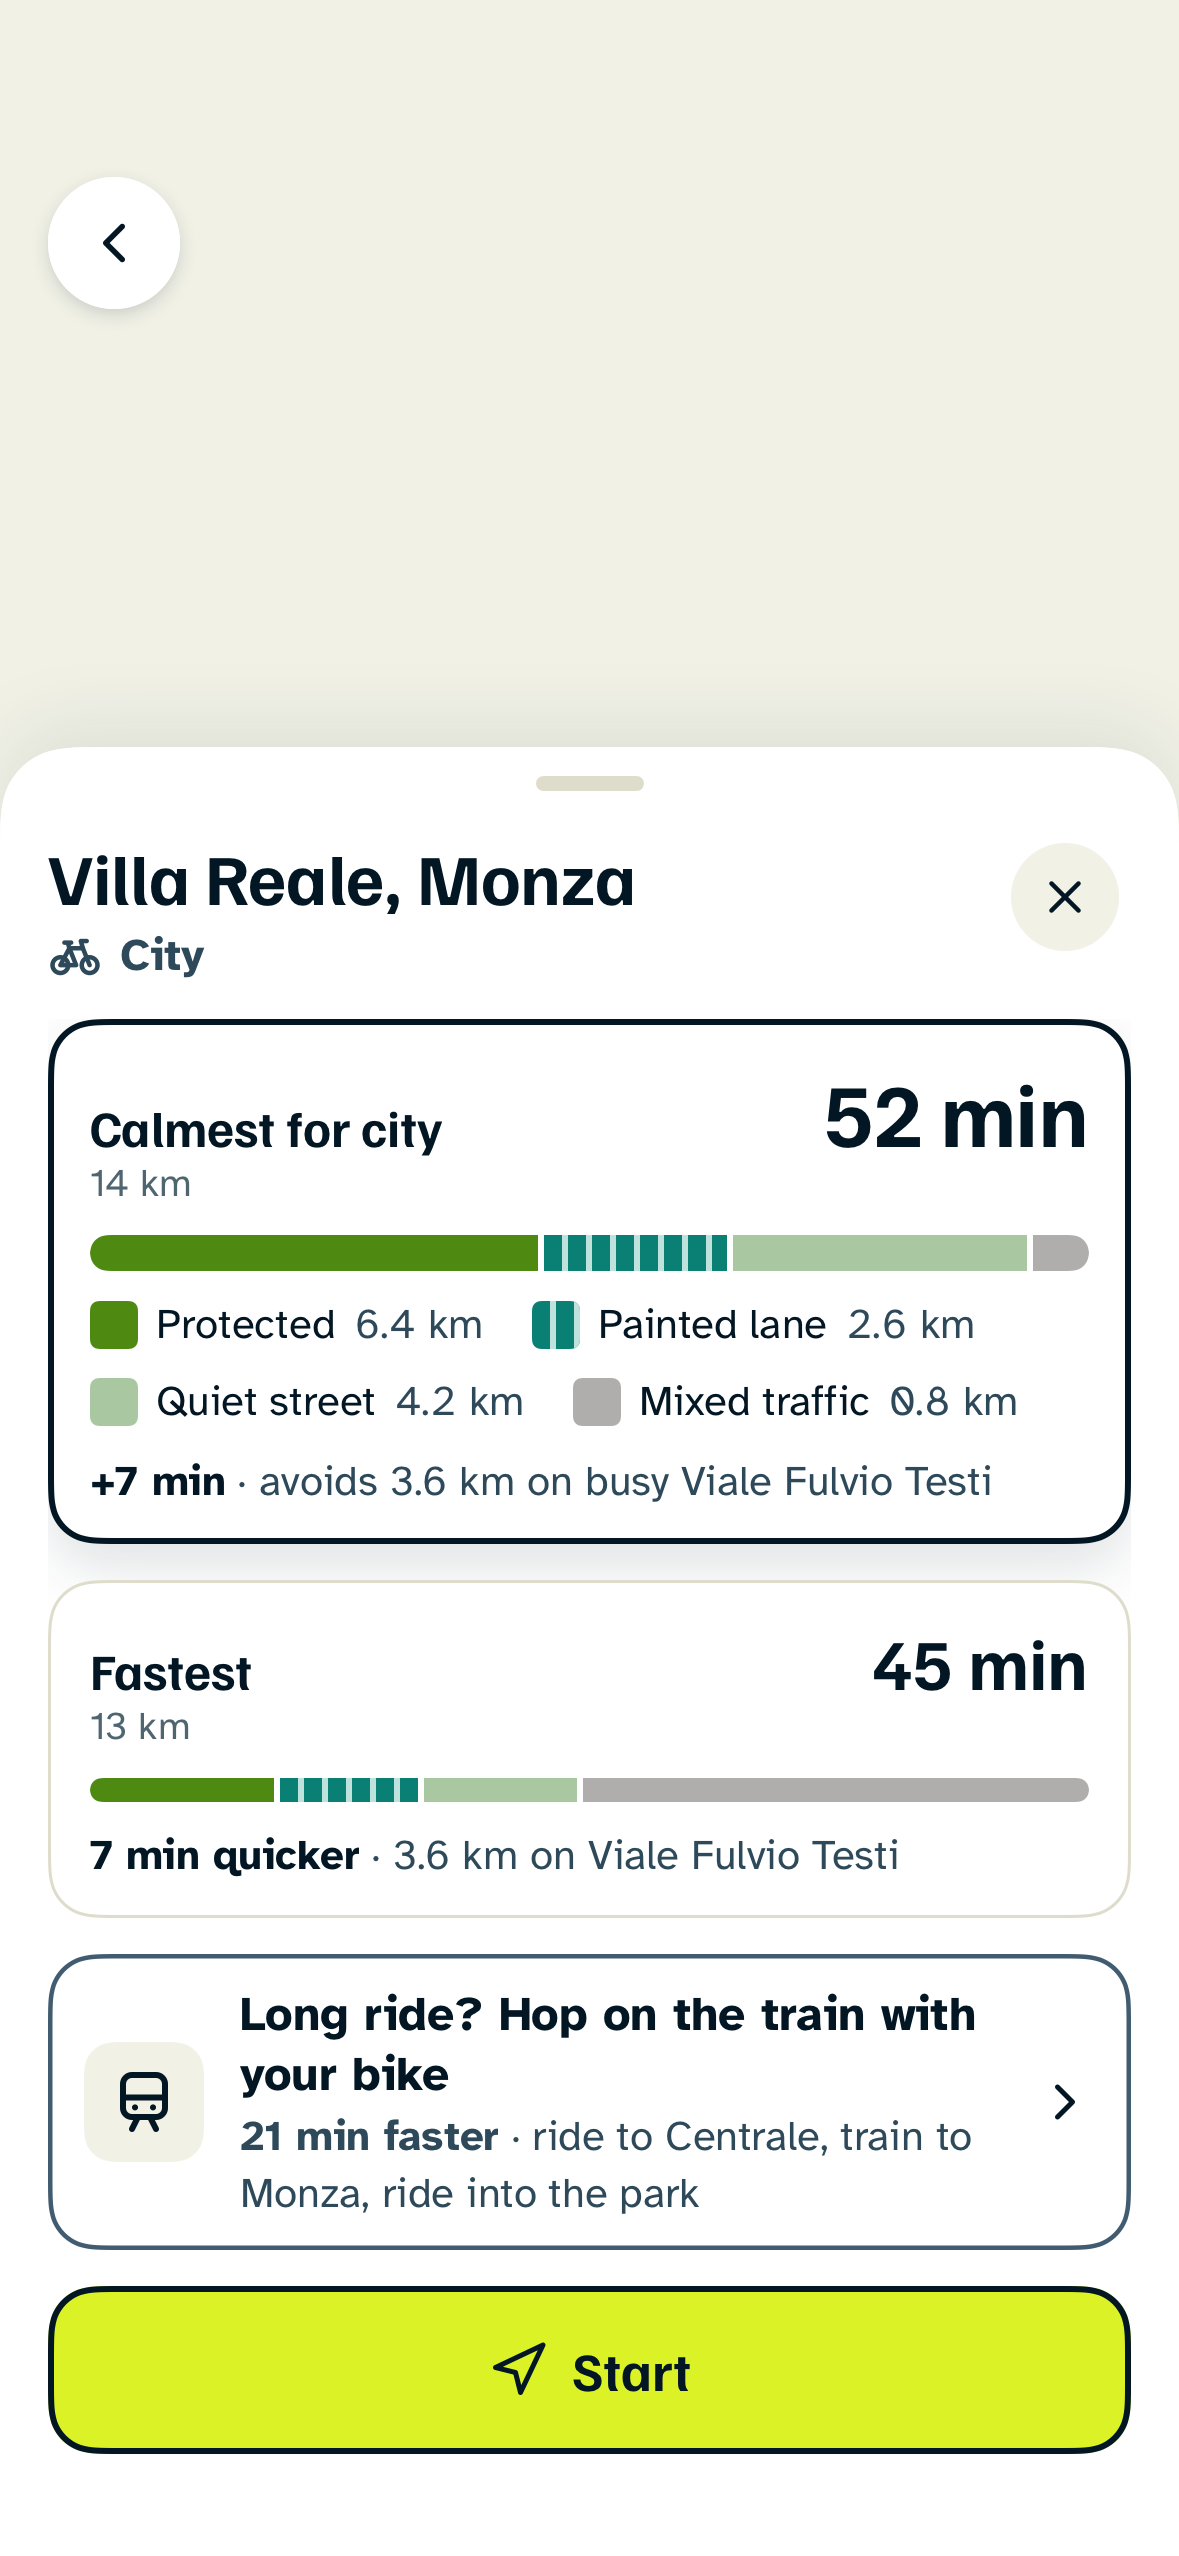 Villa Reale, Monza
City
Calmest for city
52 min
14 km
Protected 6.4 km
Painted lane 2.6 km
Quiet street 4.2 km
Mixed traffic 0.8 km
+7 min · avoids 3.6 km on busy Viale Fulvio Testi
Fastest
45 min
13 km
7 min quicker · 3.6 km on Viale Fulvio Testi
Long ride? Hop on the train with
your bike
21 min faster · ride to Centrale, train to
Monza, ride into the park
Start